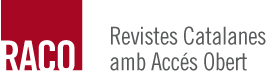 RACO
Revistes Catalanes
amb Accés Obert